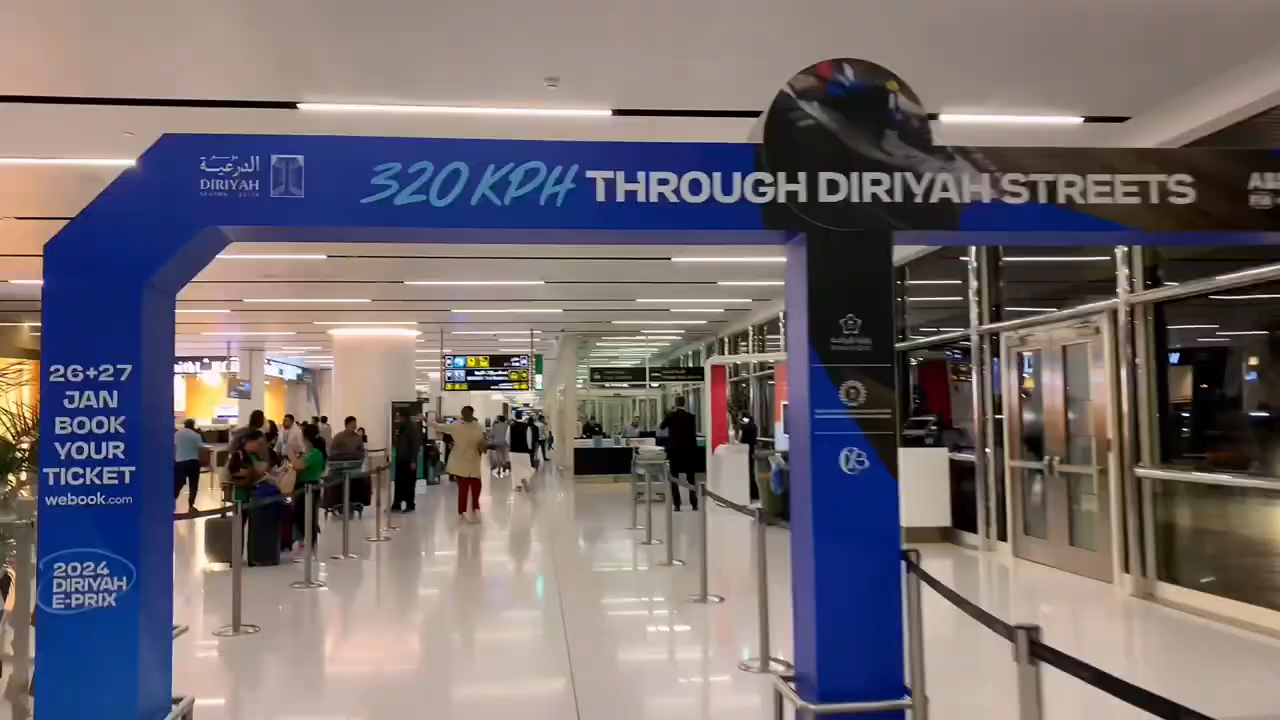 الدرعية
DIRIYAH
320 KPH THROUGH DIRIYAH STREETS
26+27
JAN
BOOK
YOUR
TICKET
webook.com
2024
DIRIYAH
E-PRIX